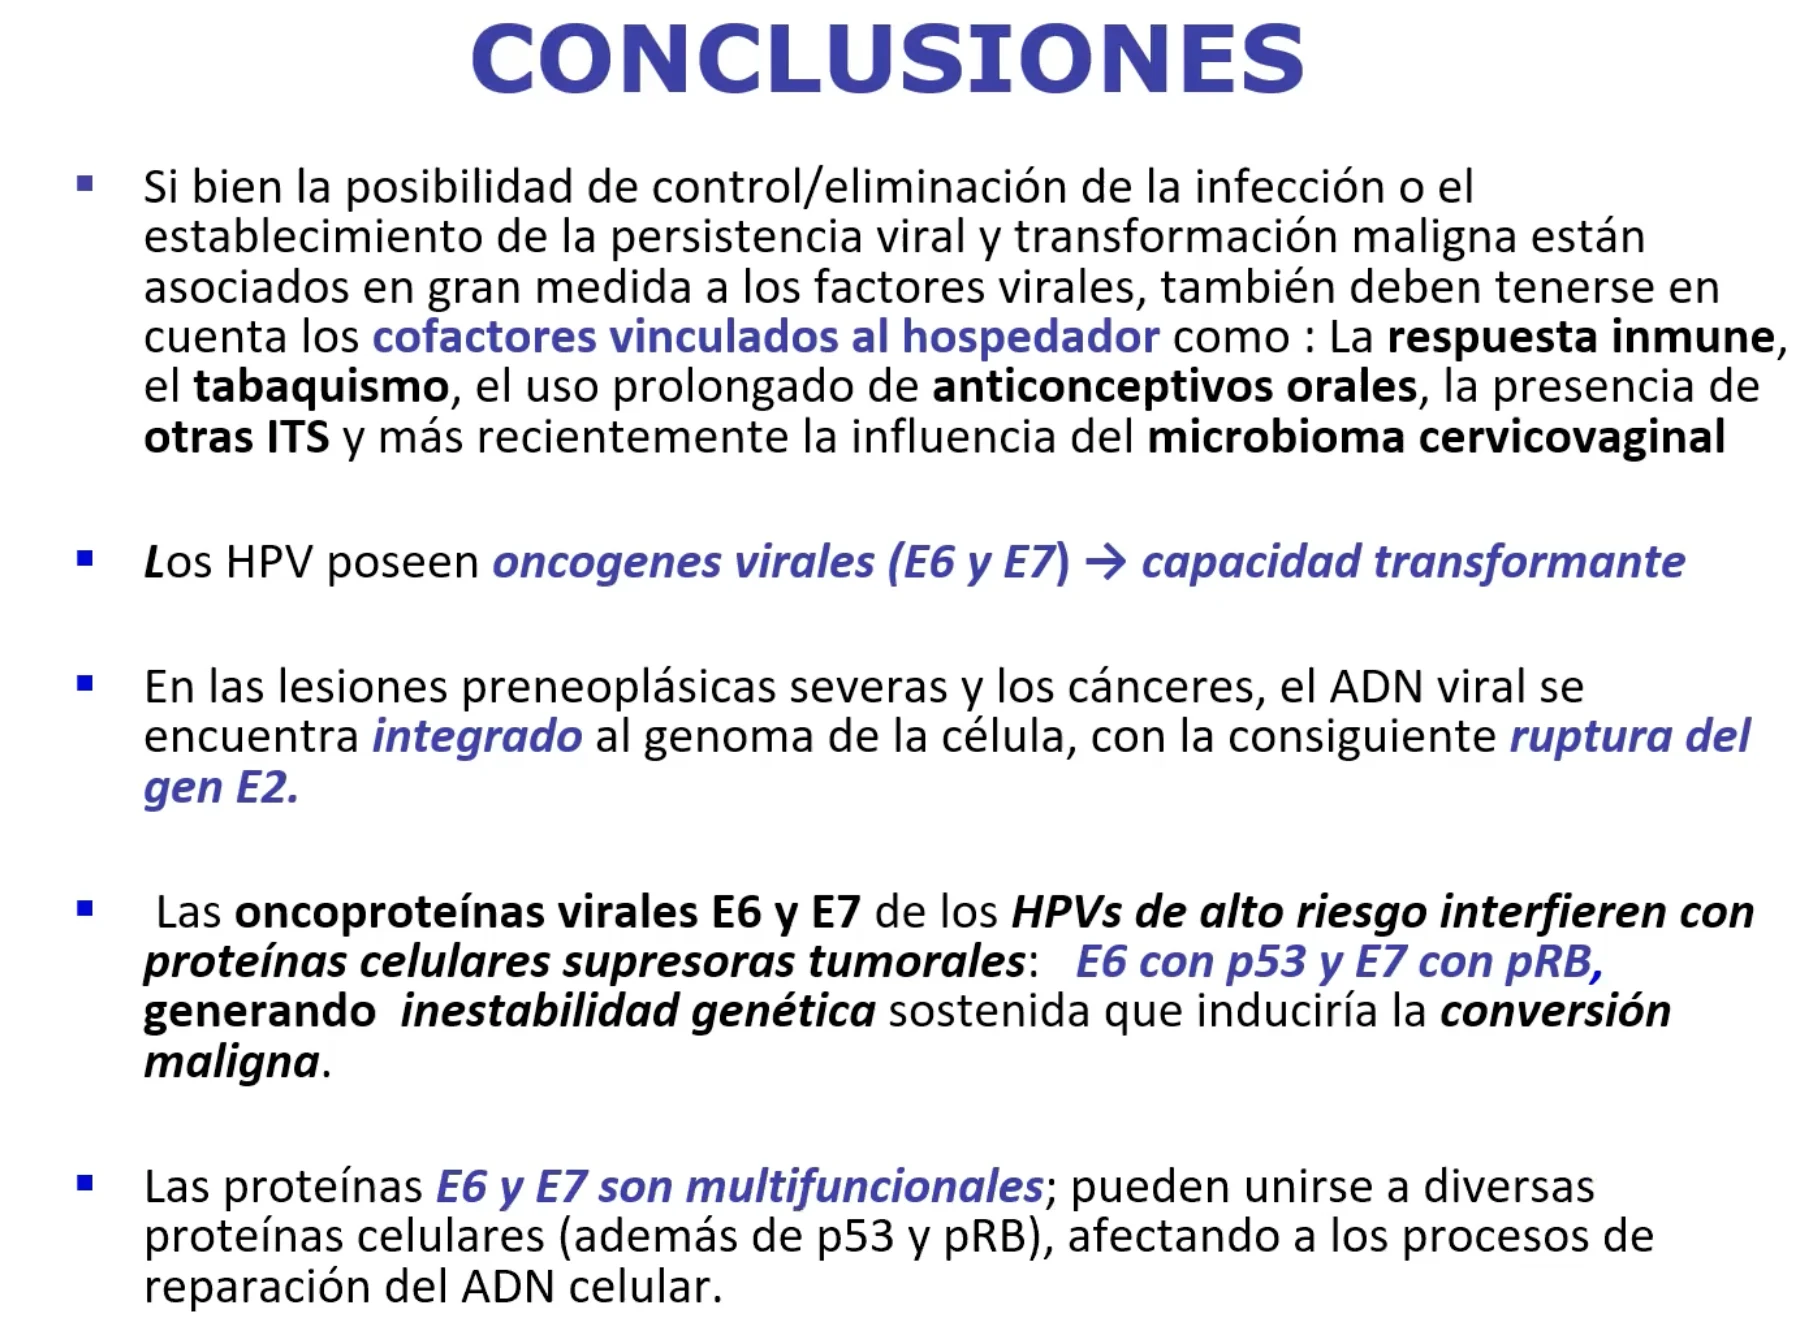 CONCLUSIONES
▪ Si bien la posibilidad de control/eliminación de la infección o el
establecimiento de la persistencia viral y transformación maligna están
asociados en gran medida a los factores virales, también deben tenerse en
cuenta los cofactores vinculados al hospedador como : La respuesta inmune,
el tabaquismo, el uso prolongado de anticonceptivos orales, la presencia de
otras ITS y más recientemente la influencia del microbioma cervicovaginal
▪ Los HPV poseen oncogenes virales (E6 y E7) → capacidad transformante
▪ En las lesiones preneoplásicas severas y los cánceres, el ADN viral se
encuentra integrado al genoma de la célula, con la consiguiente ruptura del
gen E2.
▪ Las oncoproteínas virales E6 y E7 de los HPVs de alto riesgo interfieren con
proteínas celulares supresoras tumorales: E6 con p53 y E7 con pRB,
generando inestabilidad genética sostenida que induciría la conversión
maligna.
▪ Las proteínas E6 y E7 son multifuncionales; pueden unirse a diversas
proteínas celulares (además de p53 y pRB), afectando a los procesos de
reparación del ADN celular.